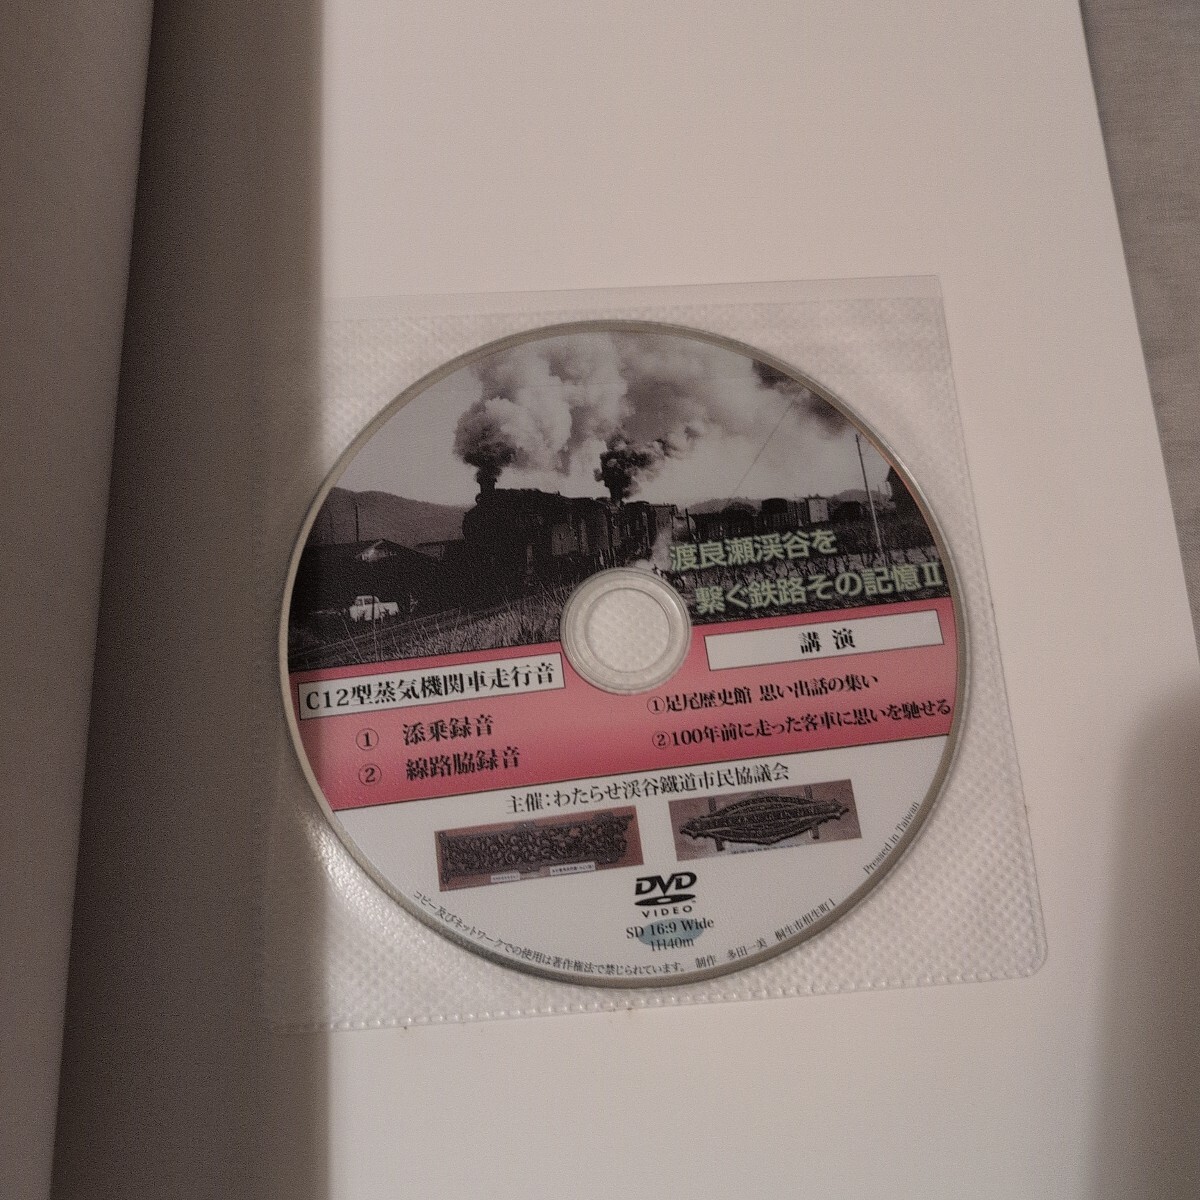 渡良瀬渓谷を
繋ぐ鉄路その記憶Ⅱ
C12型蒸気機関車走行音
① 添乗録音
② 線路脇録音
講演
①足尾歴史館 思い出話の集い
②100年前に走った客車に思いを馳せる
主催:わたらせ渓谷鐵道市民協議会
DVD
VIDEO
SD 16:9 Wide
1H40m
コピー及びネットワークでの使用は著作権法で禁じられています。 制作 多田一美 桐生市相生町1
Pressed in Taiwan